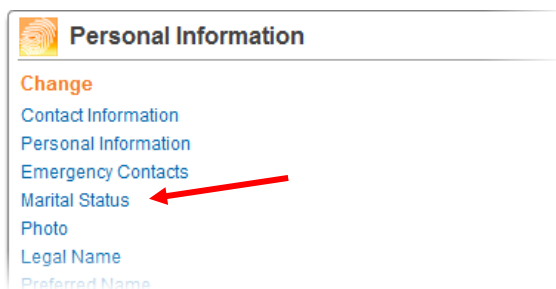 Personal Information
Change
Contact Information
Personal Information
Emergency Contacts
Marital Status
Photo
Legal Name
Preferred Name